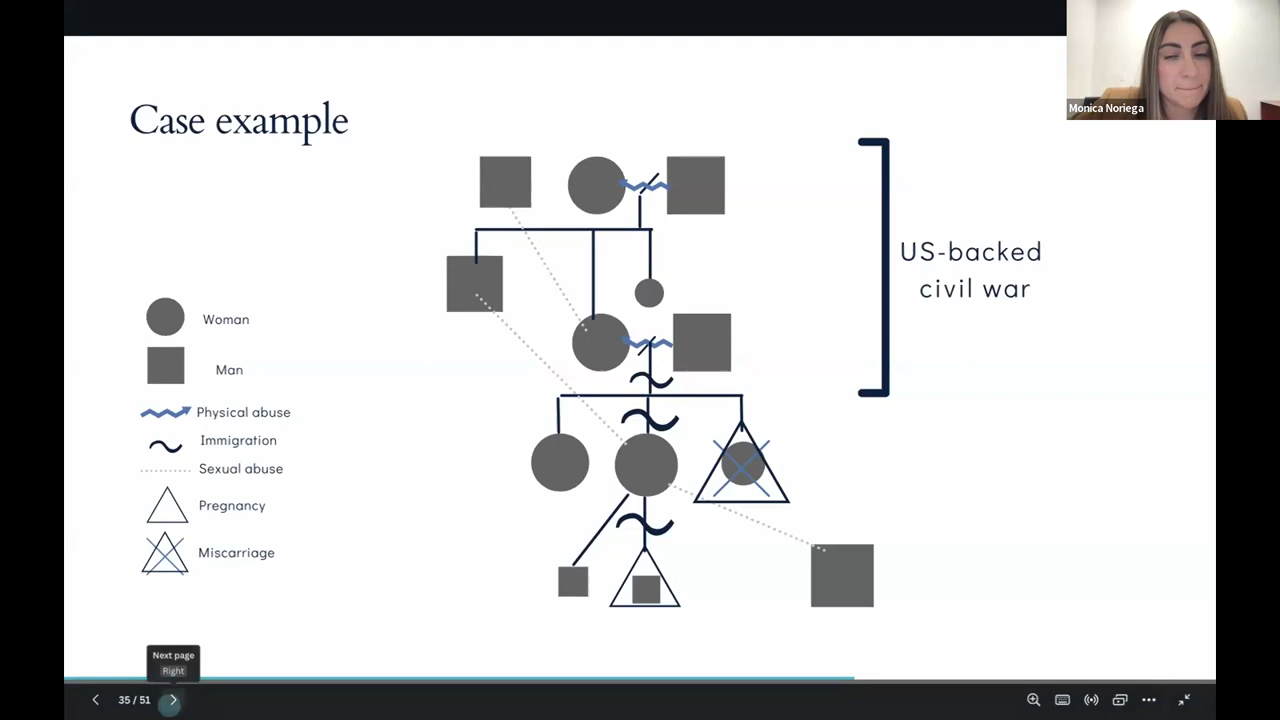 Monica Noriega
Case example
US-backed
civil war
Woman
Man
Physical abuse
Immigration
Sexual abuse
Pregnancy
Miscarriage
Next page
Right
35 / 51